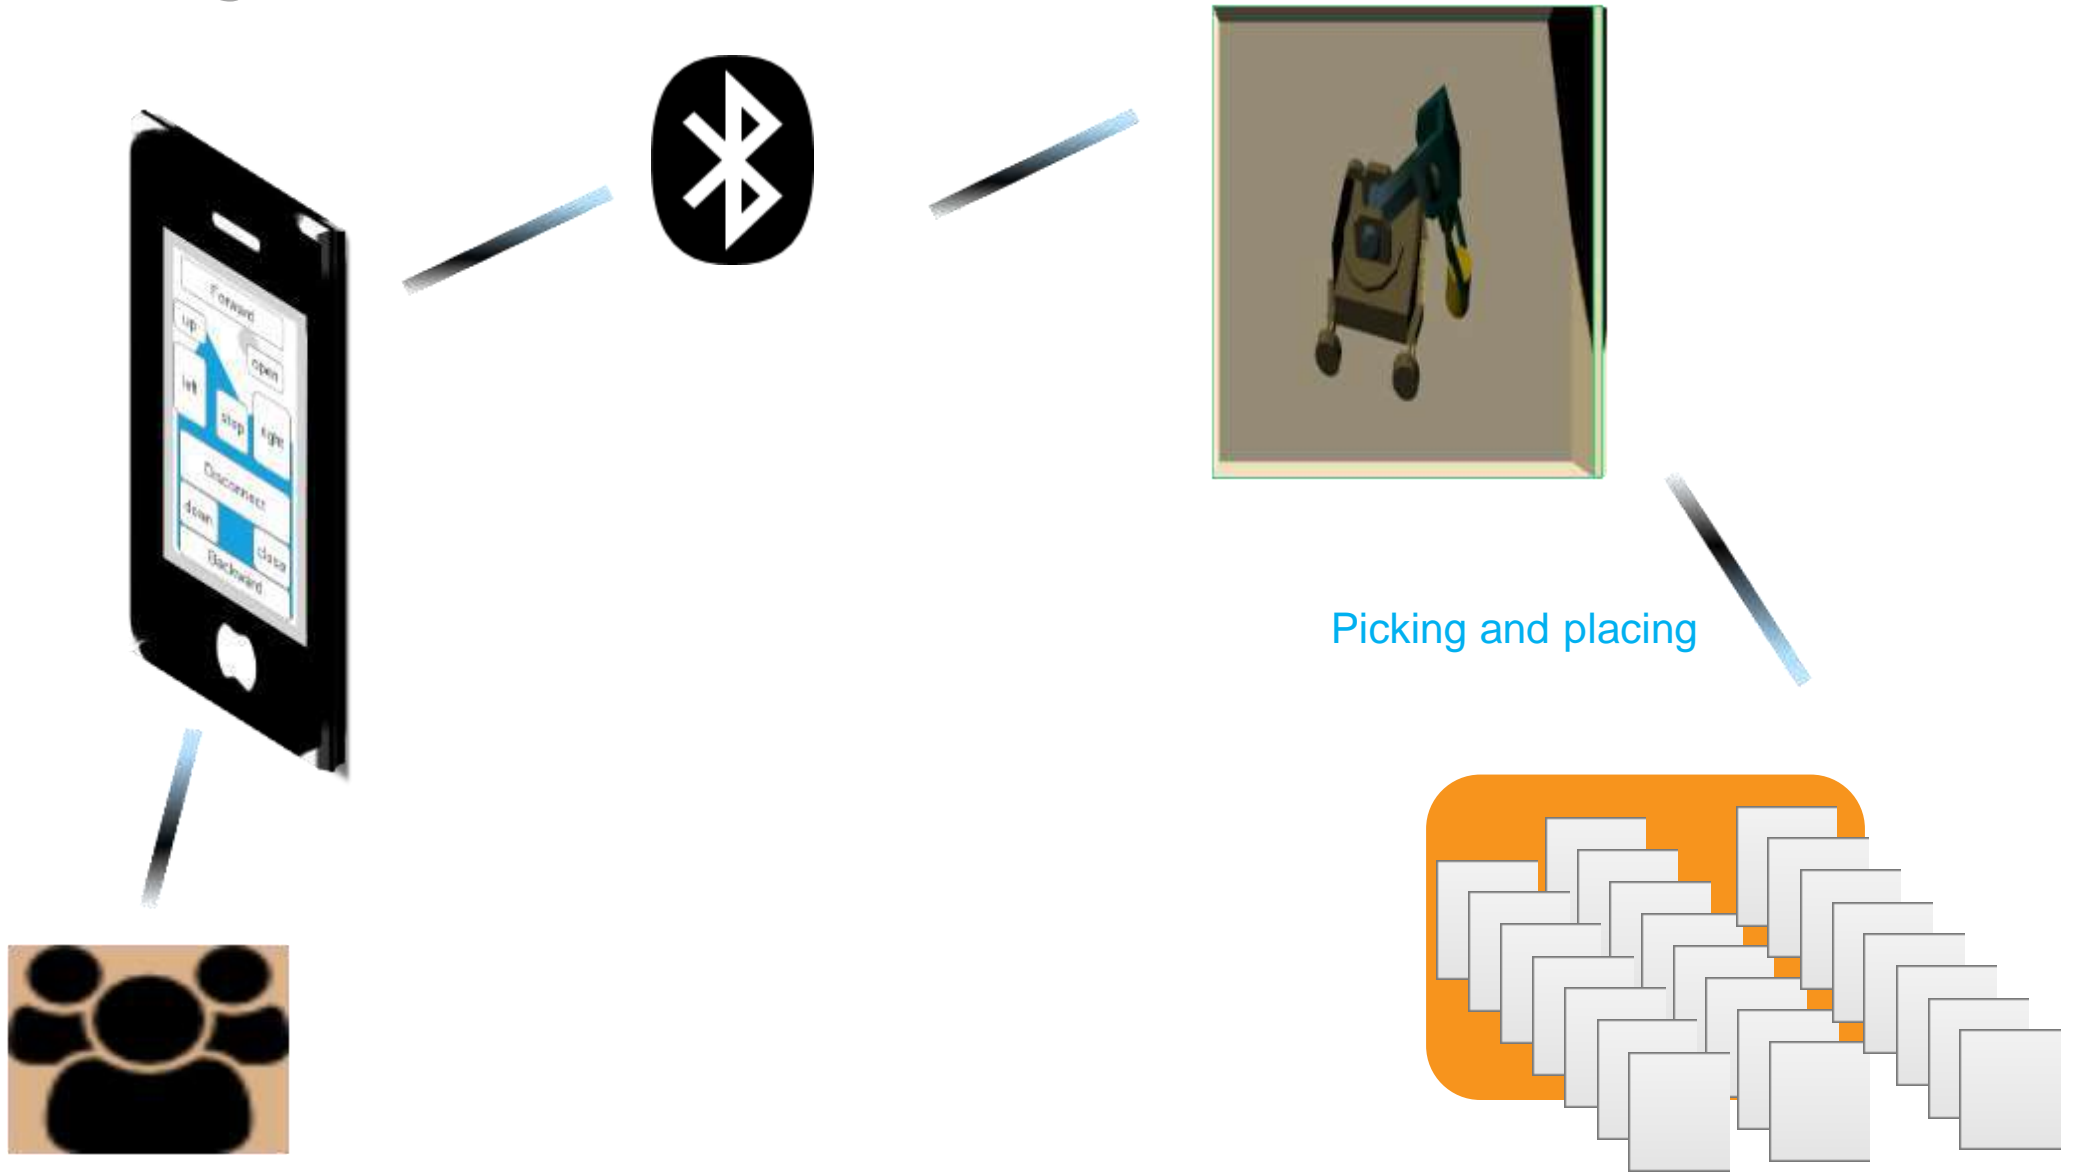 Forward
up
open
left
stop
right
Disconnect
down
close
Backward
Picking and placing